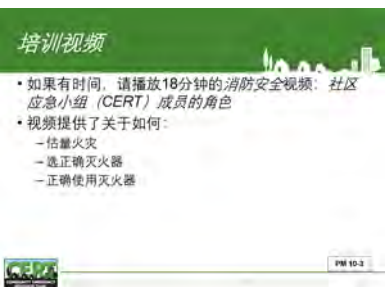 培训视频
• 如果有时间，请播放18分钟的消防安全视频：社区
应急小组（CERT）成员的角色
• 视频提供了关于如何：
–估量火灾
–选正确灭火器
–正确使用灭火器
CERT
COMMUNITY EMERGENCY
PM 10-3